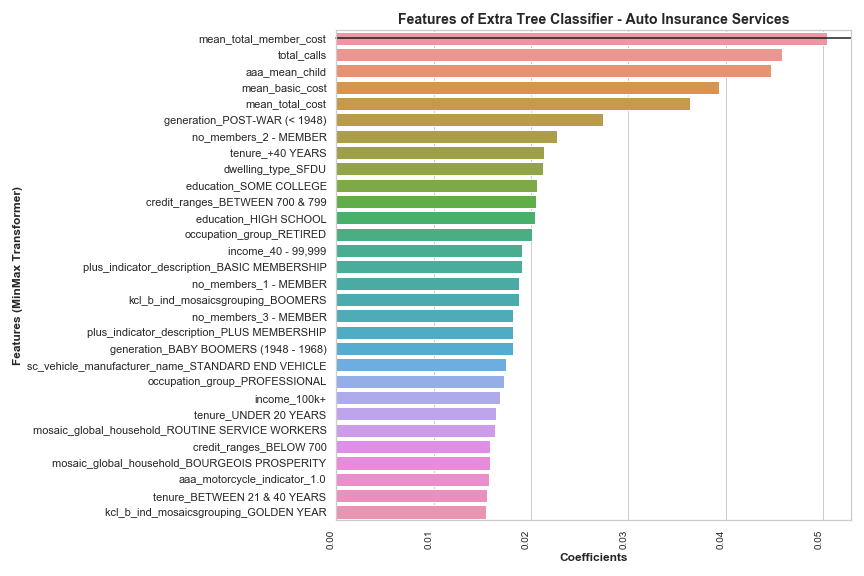 Features of Extra Tree Classifier - Auto Insurance Services
Features (MinMax Transformer)
mean_total_member_cost
total_calls
aaa_mean_child
mean_basic_cost
mean_total_cost
generation_POST-WAR (< 1948)
no_members_2 - MEMBER
tenure_+40 YEARS
dwelling_type_SFDU
education_SOME COLLEGE
credit_ranges_BETWEEN 700 & 799
education_HIGH SCHOOL
occupation_group_RETIRED
income_40 - 99,999
plus_indicator_description_BASIC MEMBERSHIP
no_members_1 - MEMBER
kcl_b_ind_mosaicsgrouping_BOOMERS
no_members_3 - MEMBER
plus_indicator_description_PLUS MEMBERSHIP
generation_BABY BOOMERS (1948 - 1968)
sc_vehicle_manufacturer_name_STANDARD END VEHICLE
occupation_group_PROFESSIONAL
income_100k+
tenure_UNDER 20 YEARS
mosaic_global_household_ROUTINE SERVICE WORKERS
credit_ranges_BELOW 700
mosaic_global_household_BOURGEOIS PROSPERITY
aaa_motorcycle_indicator_1.0
tenure_BETWEEN 21 & 40 YEARS
kcl_b_ind_mosaicsgrouping_GOLDEN YEAR
0.00
0.01
0.02
0.03
0.04
0.05
Coefficients